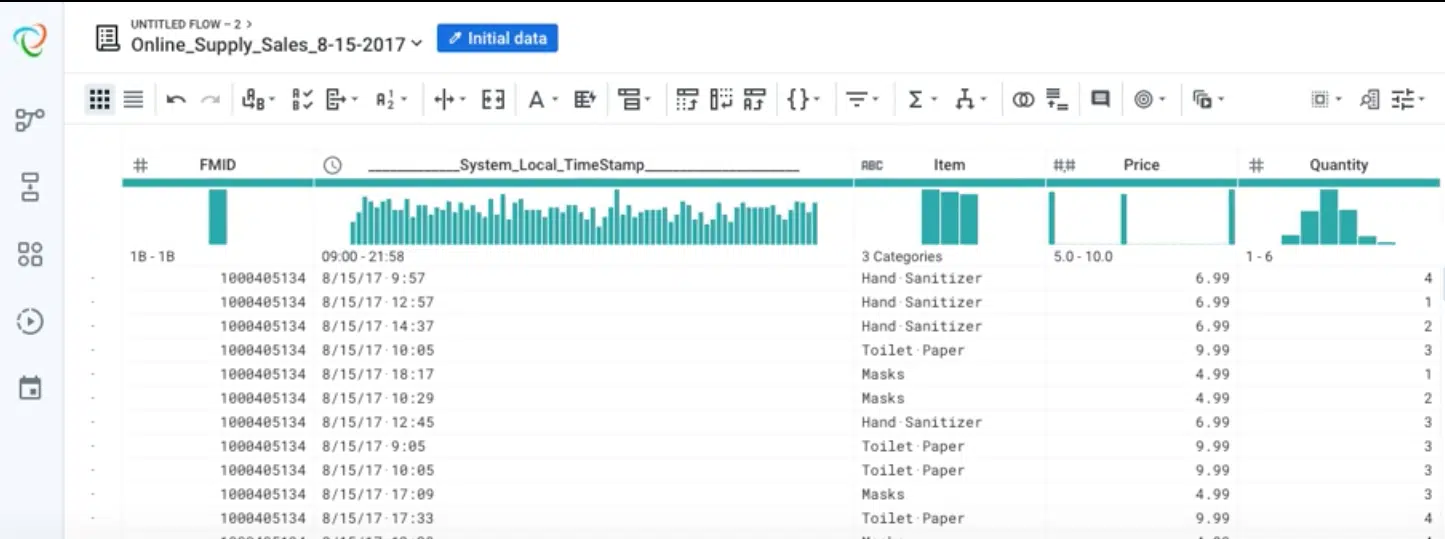 UNTITLED FLOW – 2 >
Online_Supply_Sales_8-15-2017
Initial data
# FMID
____________System_Local_TimeStamp____________________
ABC Item
##.## Price
# Quantity
1B - 1B 09:00 - 21:58 3 Categories 5.0 - 10.0 1 - 6
1000405134 8/15/17·9:57 Hand·Sanitizer 6.99 4
1000405134 8/15/17·12:57 Hand·Sanitizer 6.99 1
1000405134 8/15/17·14:37 Hand·Sanitizer 6.99 2
1000405134 8/15/17·10:05 Toilet·Paper 9.99 3
1000405134 8/15/17·18:17 Masks 4.99 1
1000405134 8/15/17·10:29 Masks 4.99 2
1000405134 8/15/17·12:45 Hand·Sanitizer 6.99 3
1000405134 8/15/17·9:05 Toilet·Paper 9.99 3
1000405134 8/15/17·10:05 Toilet·Paper 9.99 3
1000405134 8/15/17·17:09 Masks 4.99 3
1000405134 8/15/17·17:33 Toilet·Paper 9.99 4